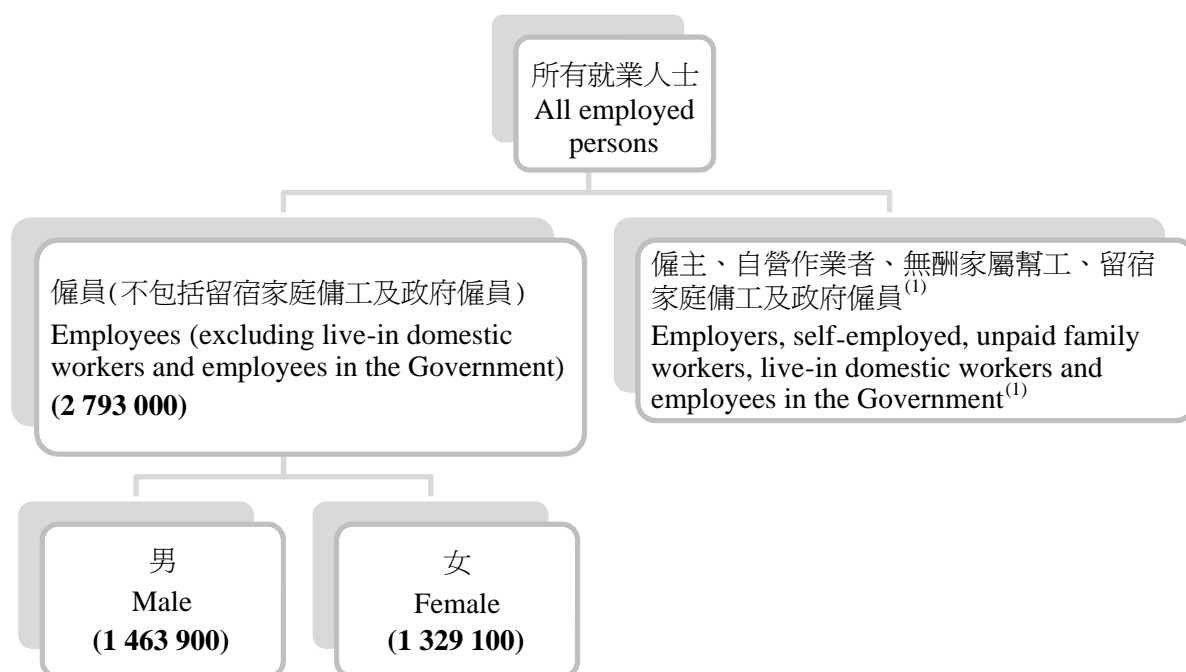 所有就業人士
All employed
persons
僱員(不包括留宿家庭傭工及政府僱員)
Employees (excluding live-in domestic
workers and employees in the Government)
(2 793 000)
僱主、自營作業者、無酬家屬幫工、留宿
家庭傭工及政府僱員(1)
Employers, self-employed, unpaid family
workers, live-in domestic workers and
employees in the Government(1)
男
Male
(1 463 900)
女
Female
(1 329 100)